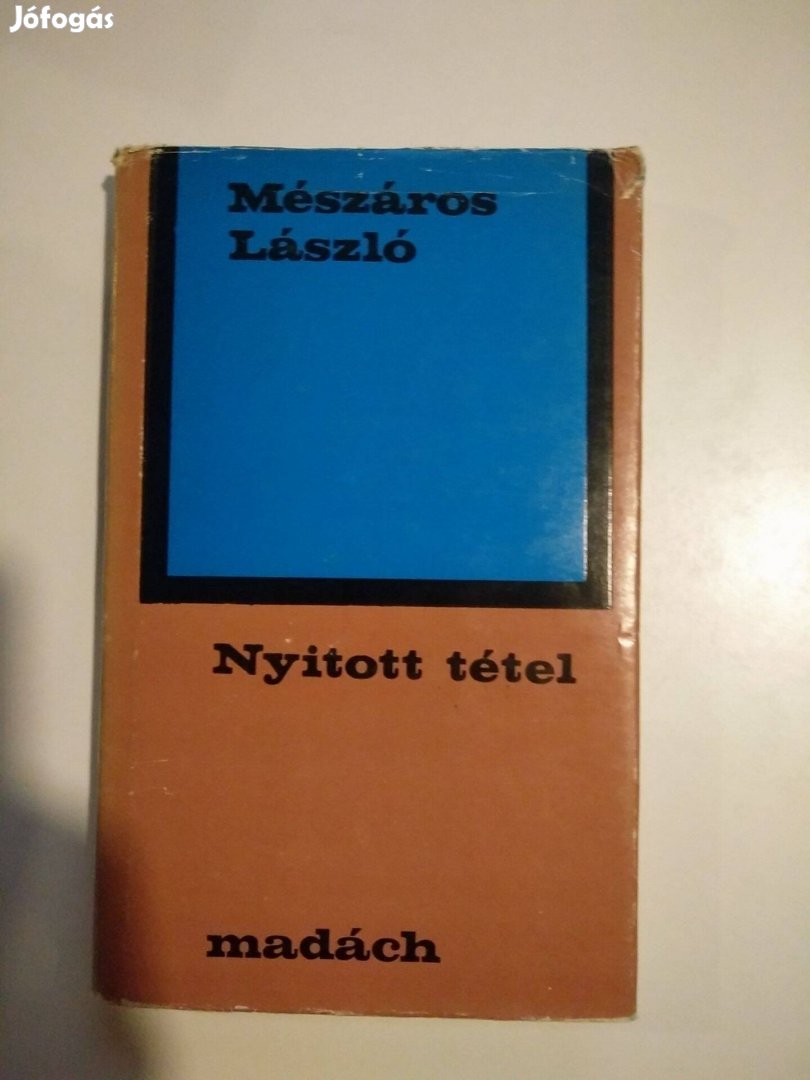 Jófogás
Mészáros
László
Nyitott tétel
madách